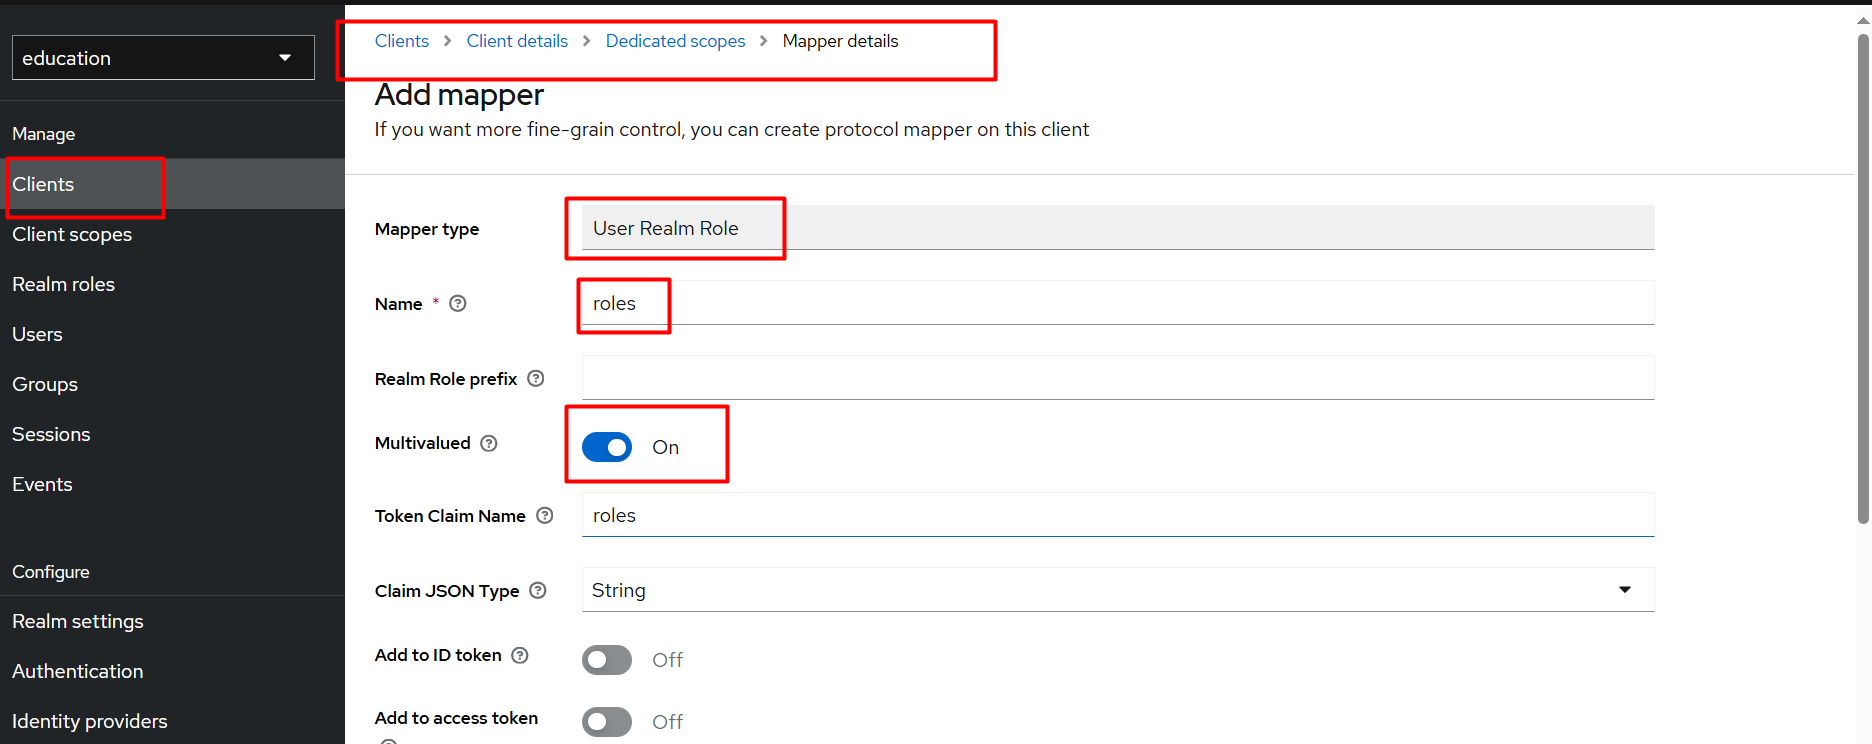 education
Manage
Clients
Client scopes
Realm roles
Users
Groups
Sessions
Events
Configure
Realm settings
Authentication
Identity providers
Clients > Client details > Dedicated scopes > Mapper details
Add mapper
If you want more fine-grain control, you can create protocol mapper on this client
Mapper type User Realm Role
Name * roles
Realm Role prefix
Multivalued On
Token Claim Name roles
Claim JSON Type String
Add to ID token Off
Add to access token Off